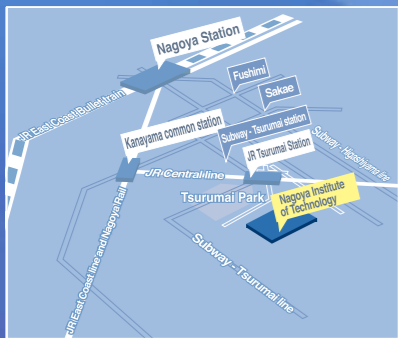 Nagoya Station
JR East Coast Bullet train
Fushimi
Sakae
Kanayama common station
Subway - Tsurumai station
JR Tsurumai Station
Subway - Higashiyama line
JR Central line
Tsurumai Park
Nagoya Institute
of Technology
JR East Coast line and Nagoya Rail
Subway - Tsurumai line